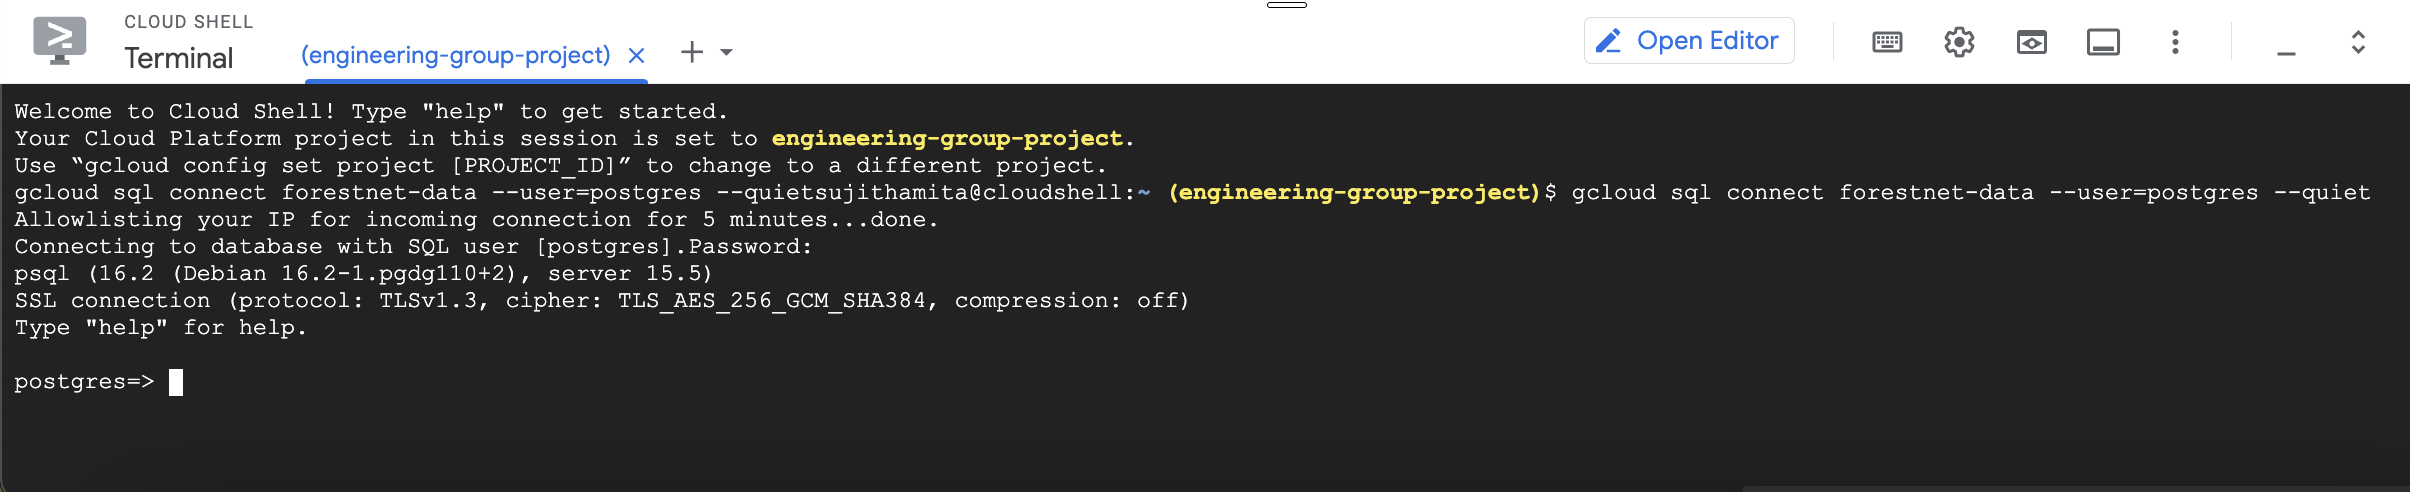 CLOUD SHELL
Terminal
(engineering-group-project)
Open Editor
Welcome to Cloud Shell! Type "help" to get started.
Your Cloud Platform project in this session is set to engineering-group-project.
Use “gcloud config set project [PROJECT_ID]” to change to a different project.
gcloud sql connect forestnet-data --user=postgres --quietsujithamita@cloudshell:~ (engineering-group-project)$ gcloud sql connect forestnet-data --user=postgres --quiet
Allowlisting your IP for incoming connection for 5 minutes...done.
Connecting to database with SQL user [postgres].Password:
psql (16.2 (Debian 16.2-1.pgdg110+2), server 15.5)
SSL connection (protocol: TLSv1.3, cipher: TLS_AES_256_GCM_SHA384, compression: off)
Type "help" for help.
postgres=>